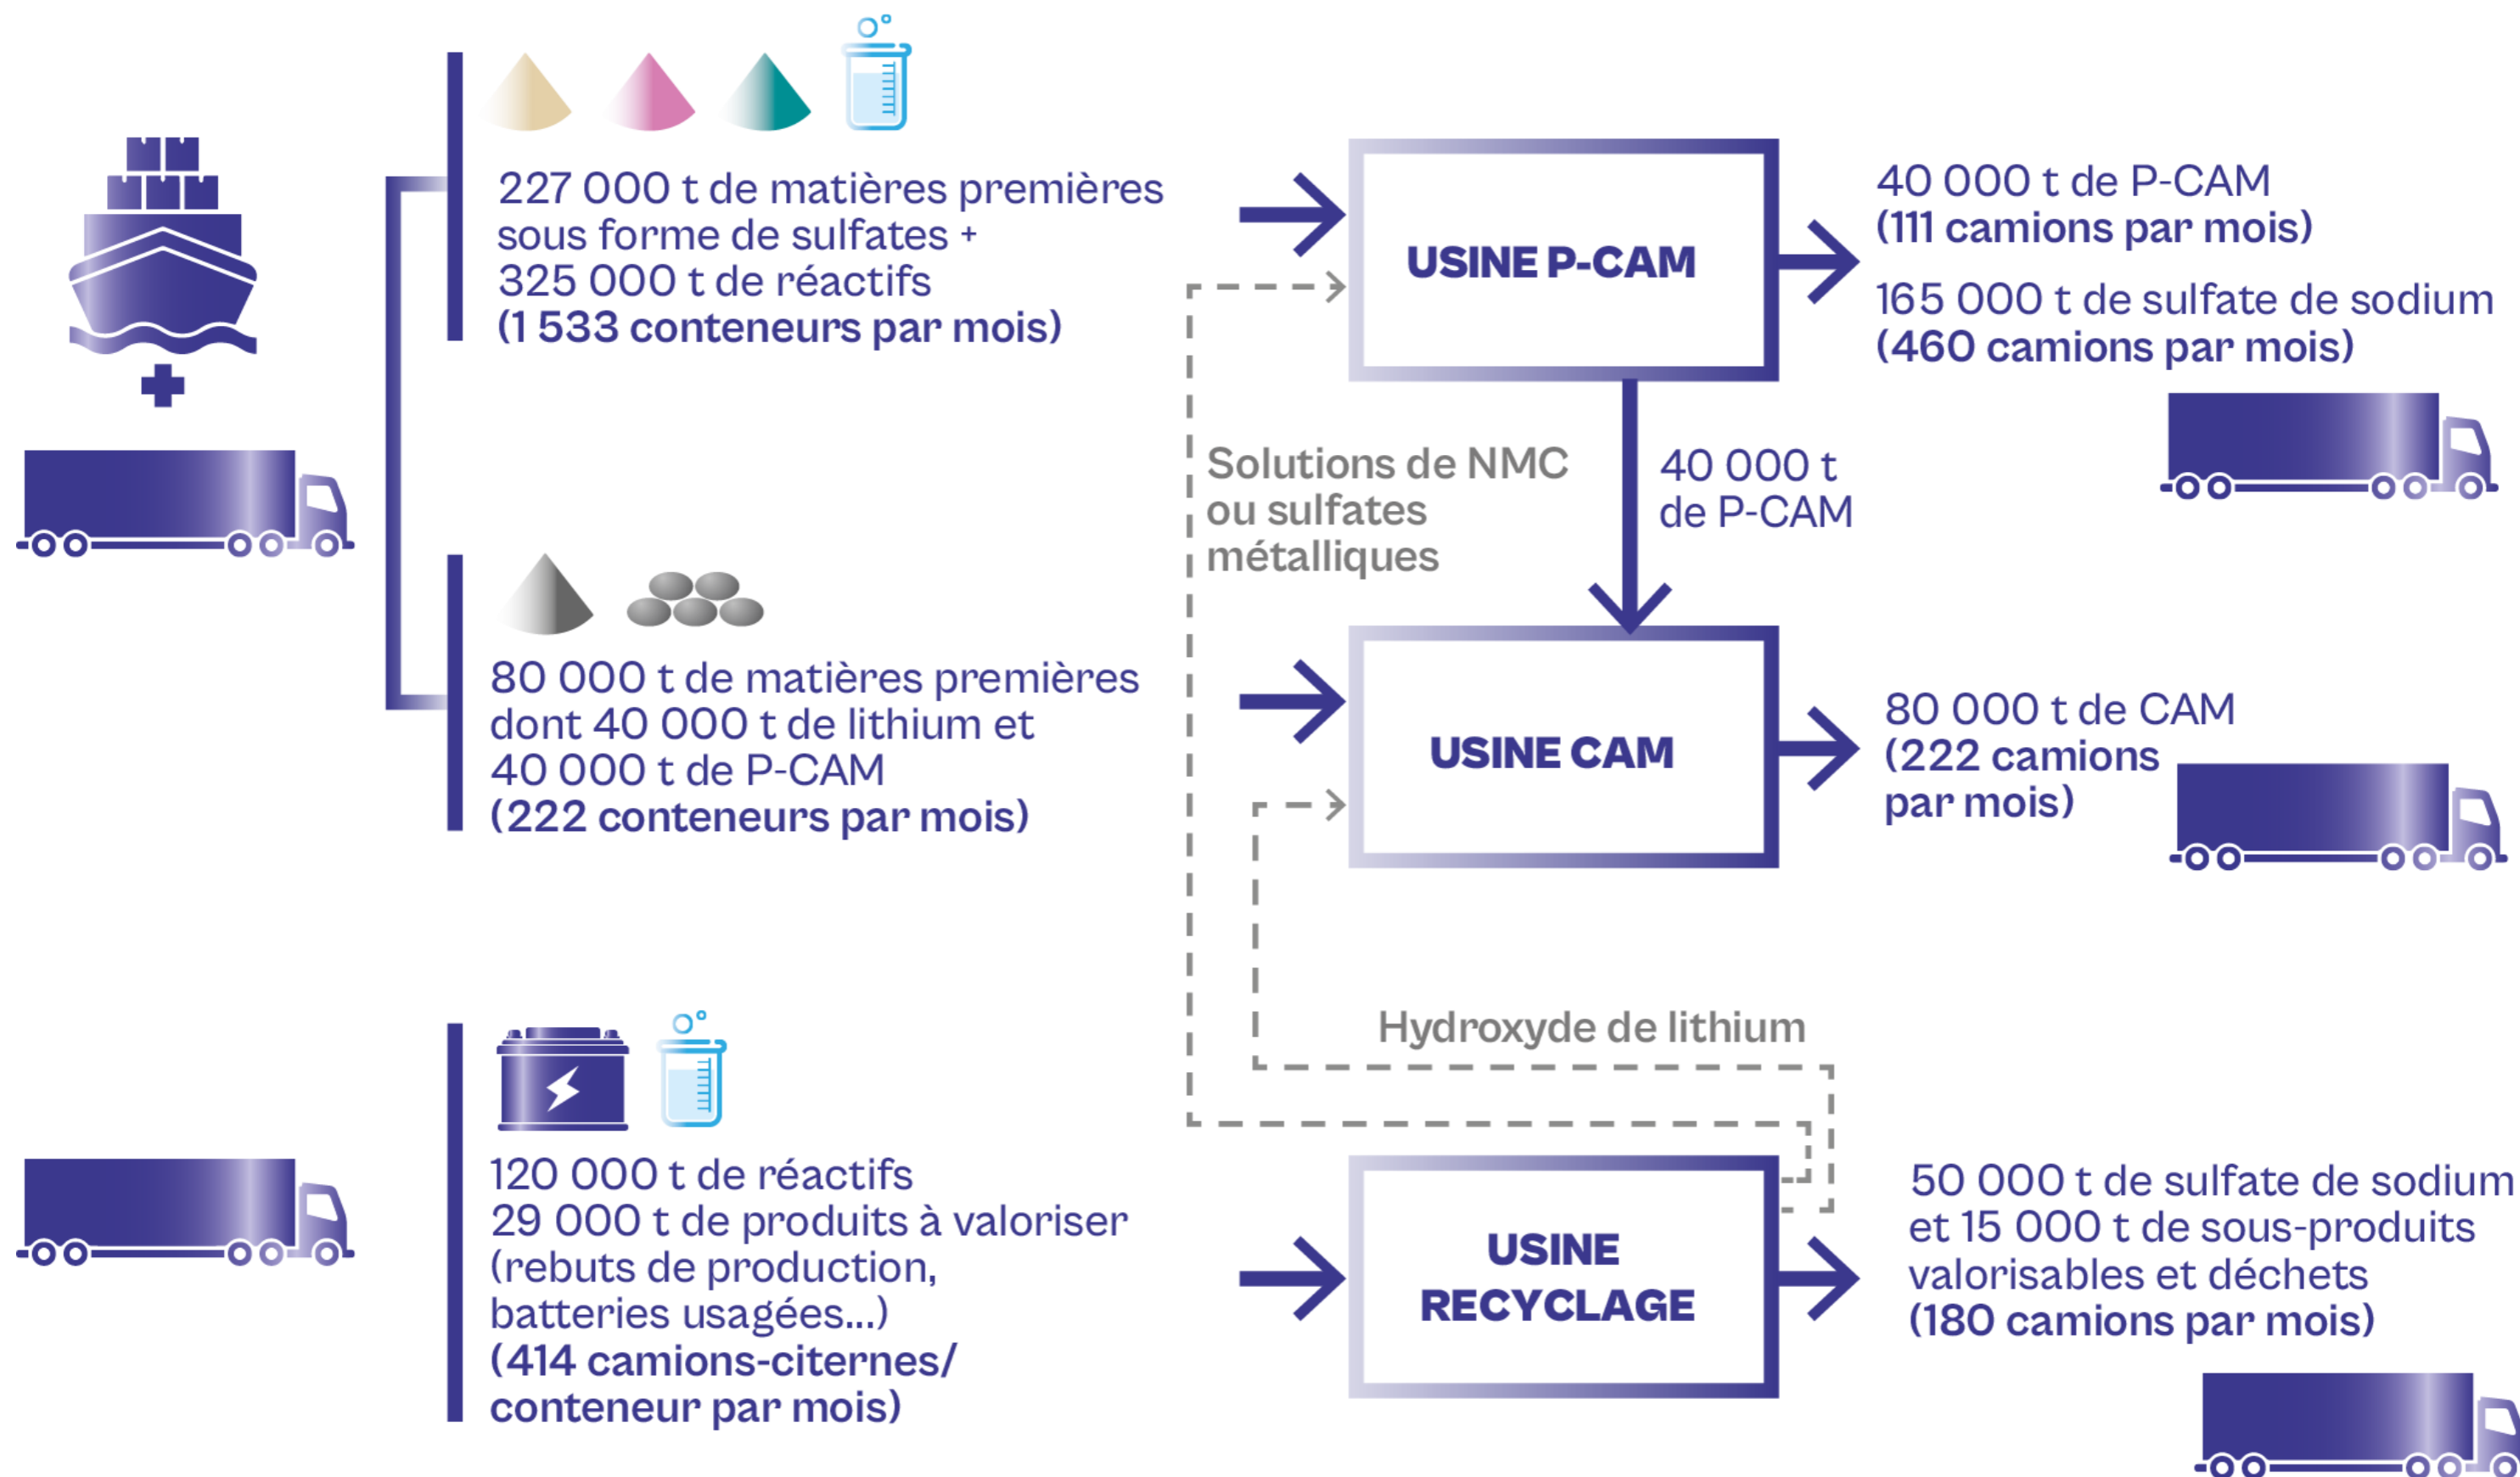 227 000 t de matières premières
sous forme de sulfates +
325 000 t de réactifs
(1 533 conteneurs par mois)
USINE P-CAM
40 000 t de P-CAM
(111 camions par mois)
165 000 t de sulfate de sodium
(460 camions par mois)
Solutions de NMC
ou sulfates
métalliques
40 000 t
de P-CAM
80 000 t de matières premières
dont 40 000 t de lithium et
40 000 t de P-CAM
(222 conteneurs par mois)
USINE CAM
80 000 t de CAM
(222 camions
par mois)
Hydroxyde de lithium
120 000 t de réactifs
29 000 t de produits à valoriser
(rebuts de production,
batteries usagées...)
(414 camions-citernes/
conteneur par mois)
USINE
RECYCLAGE
50 000 t de sulfate de sodium
et 15 000 t de sous-produits
valorisables et déchets
(180 camions par mois)